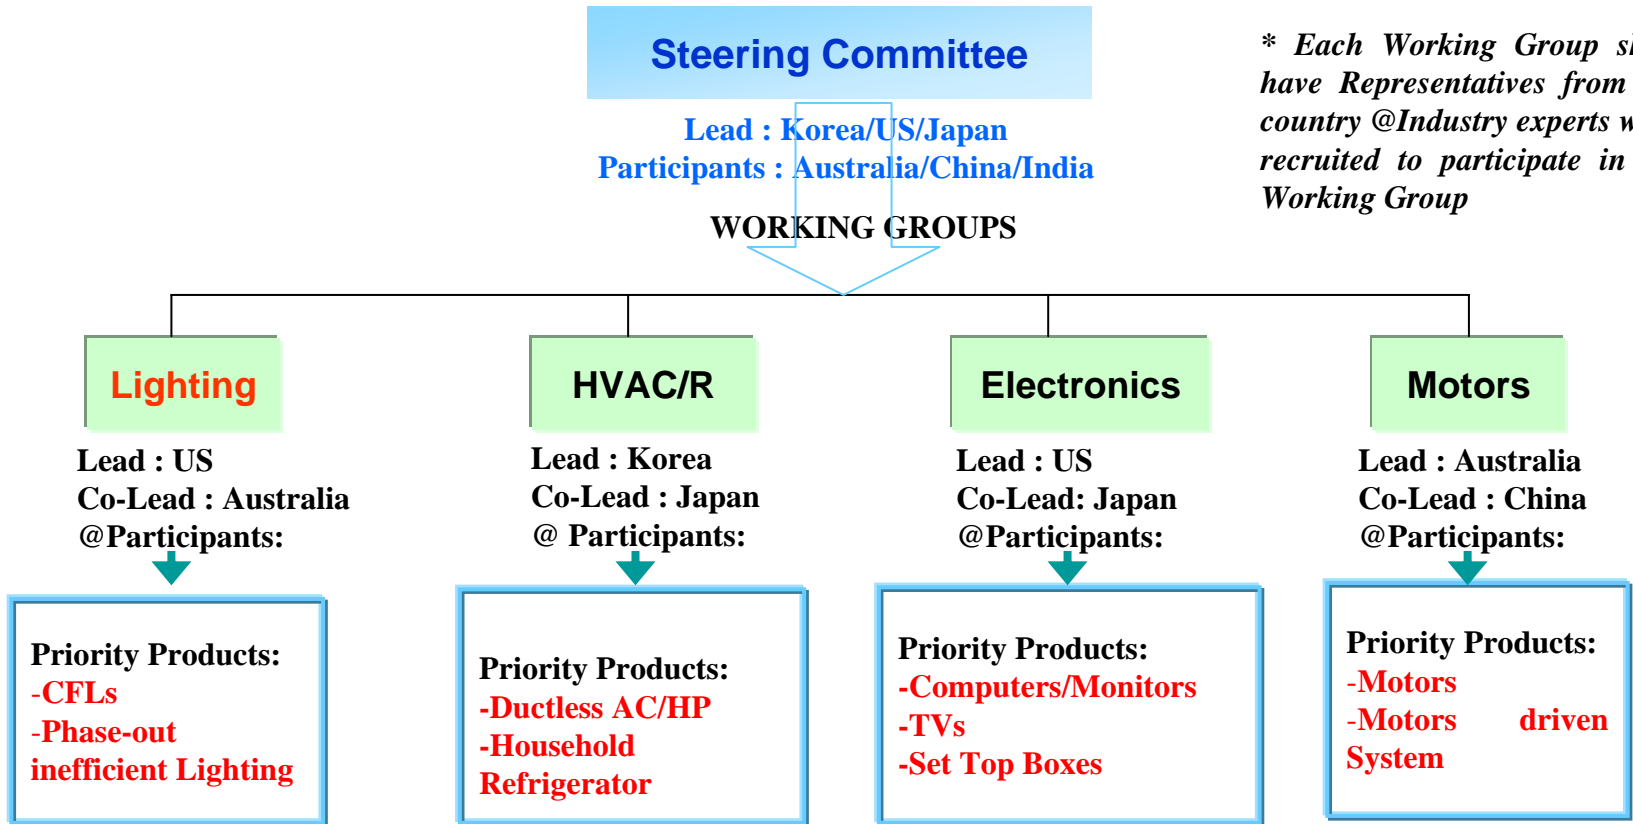 Steering Committee
Lead : Korea/US/Japan
Participants : Australia/China/India
WORKING GROUPS
* Each Working Group
have Representatives from
country @Industry experts
recruited to participate in
Working Group
Lighting
Lead : US
Co-Lead : Australia
@Participants:
Priority Products:
-CFLs
-Phase-out
inefficient Lighting
HVAC/R
Lead : Korea
Co-Lead : Japan
@ Participants:
Priority Products:
-Ductless AC/HP
-Household
Refrigerator
Electronics
Lead : US
Co-Lead: Japan
@Participants:
Priority Products:
-Computers/Monitors
-TVs
-Set Top Boxes
Motors
Lead : Australia
Co-Lead : China
@Participants:
Priority Products:
-Motors
-Motors driven
System